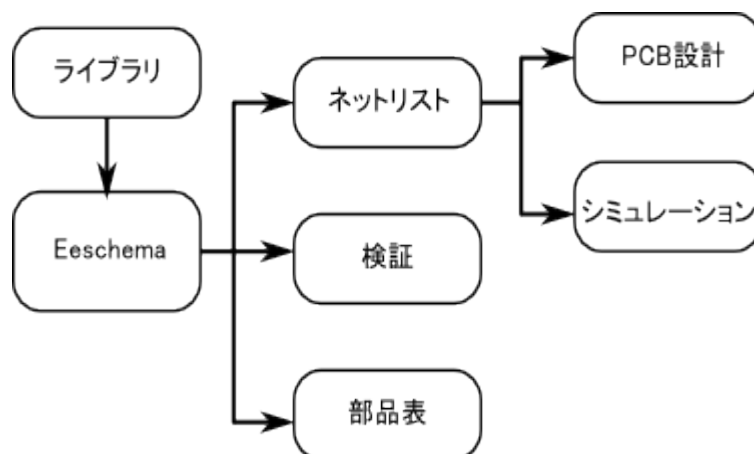 ライブラリ
Eeschema
ネットリスト
検証
部品表
PCB設計
シミュレーション